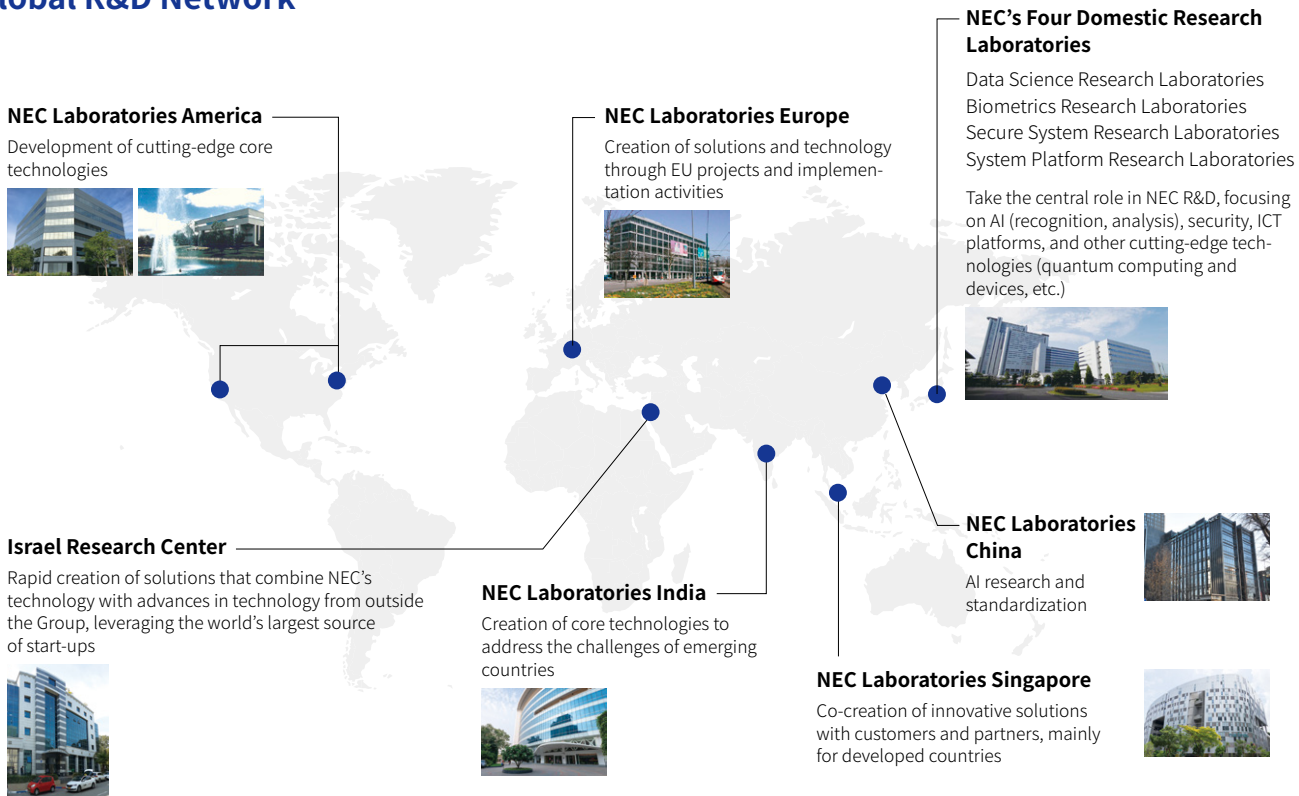 Global R&D Network
NEC Laboratories America
Development of cutting-edge core
technologies
NEC Laboratories Europe
Creation of solutions and technology
through EU projects and implemen-
tation activities
NEC's Four Domestic Research
Laboratories
Data Science Research Laboratories
Biometrics Research Laboratories
Secure System Research Laboratories
System Platform Research Laboratories
Take the central role in NEC R&D, focusing
on AI (recognition, analysis), security, ICT
platforms, and other cutting-edge tech-
nologies (quantum computing and
devices, etc.)
Israel Research Center
Rapid creation of solutions that combine NEC's
technology with advances in technology from outside
the Group, leveraging the world's largest source
of start-ups
NEC Laboratories India
Creation of core technologies to
address the challenges of emerging
countries
NEC Laboratories
China
AI research and
standardization
NEC Laboratories Singapore
Co-creation of innovative solutions
with customers and partners, mainly
for developed countries